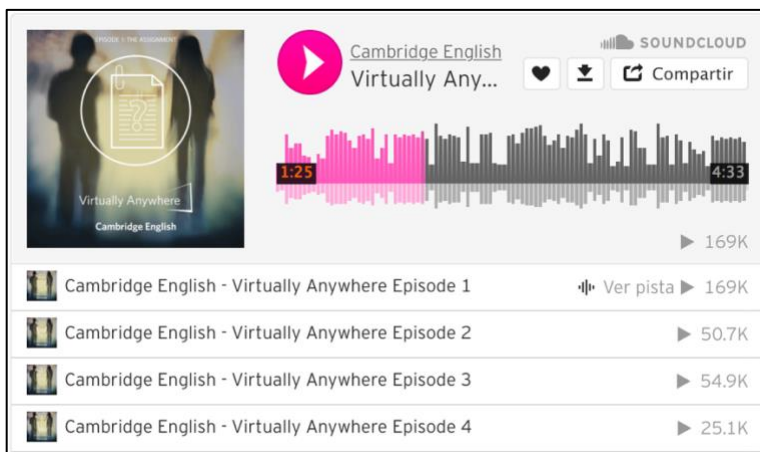 EPISODE 1: THE ASSIGNMENT
Virtually Anywhere
Cambridge English
Cambridge English
Virtually Any...
SOUNDCLOUD
Compartir
1:25
4:33
169K
Cambridge English - Virtually Anywhere Episode 1 Ver pista 169K
Cambridge English - Virtually Anywhere Episode 2 50.7K
Cambridge English - Virtually Anywhere Episode 3 54.9K
Cambridge English - Virtually Anywhere Episode 4 25.1K